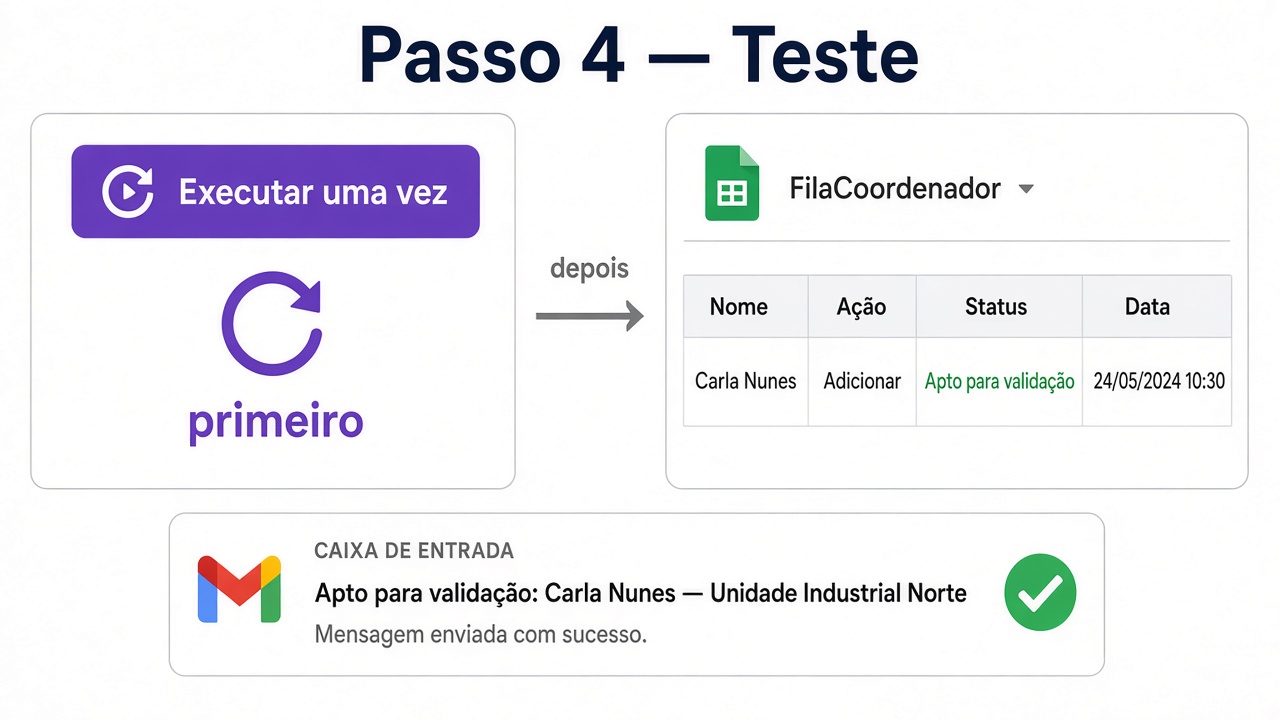 Passo 4 — Teste
Executar uma vez
primeiro
depois
FilaCoordenador
Nome Ação Status Data
Carla Nunes Adicionar Apto para validação 24/05/2024 10:30
CAIXA DE ENTRADA
Apto para validação: Carla Nunes — Unidade Industrial Norte
Mensagem enviada com sucesso.